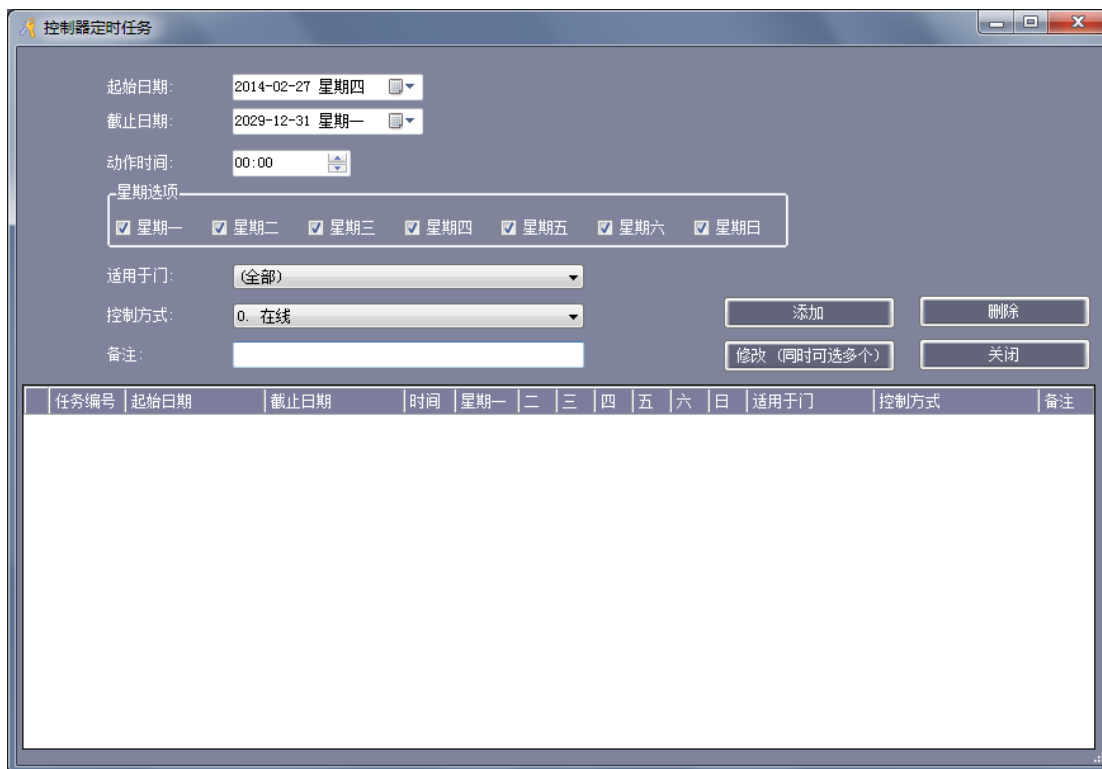 控制器定时任务
起始日期: 2014-02-27 星期四
截止日期: 2029-12-31 星期一
动作时间: 00:00
星期选项
星期一 星期二 星期三 星期四 星期五 星期六 星期日
适用于门: (全部)
控制方式: 0. 在线 添加 删除
备注: 修改 (同时可选多个) 关闭
任务编号 起始日期 截止日期 时间 星期一 二 三 四 五 六 日 适用于门 控制方式 备注